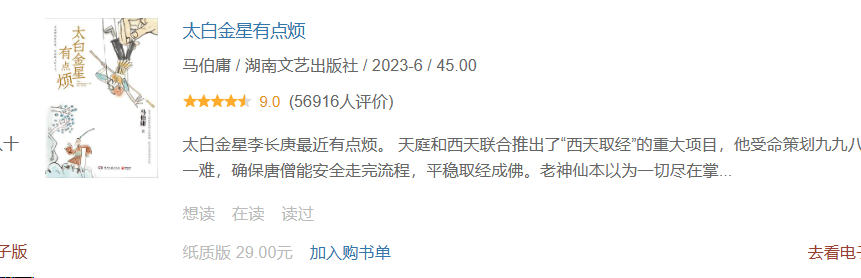 太白金星有点烦
马伯庸 / 湖南文艺出版社 / 2023-6 / 45.00
9.0 (56916人评价)
太白金星
有点
烦
马伯庸
十
太白金星李长庚最近有点烦。 天庭和西天联合推出了“西天取经”的重大项目，他受命策划九九八
一难，确保唐僧能安全走完流程，平稳取经成佛。老神仙本以为一切尽在掌...
想读 在读 读过
子版
纸质版 29.00元 加入购书单
去看电子